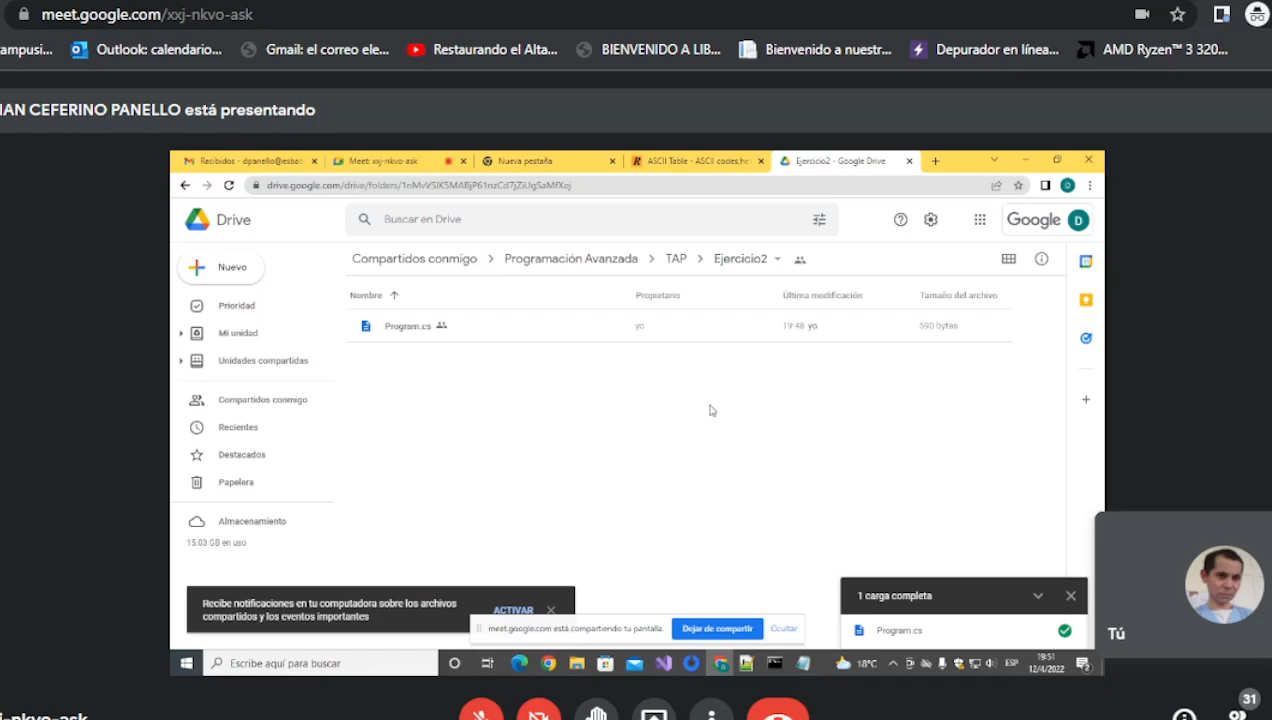 meet.google.com/xxj-nkvo-ask
ampusi... Outlook: calendario... Gmail: el correo ele... Restaurando el Alta... BIENVENIDO A LIB... Bienvenido a nuestr... Depurador en línea... AMD Ryzen™ 3 320...
IAN CEFERINO PANELLO está presentando
Recibidos - dpanello@esbab Meet: xxj-nkvo-ask Nueva pestaña ASCII Table - ASCII codes,he Ejercicio2 - Google Drive
Drive
Buscar en Drive
Google D
Nuevo
Compartidos conmigo > Programación Avanzada > TAP > Ejercicio2
Nombre Propietario Última modificación Tamaño del archivo
Program.cs yo 19:48 yo 590 bytes
Prioridad
Mi unidad
Unidades compartidas
Compartidos conmigo
Recientes
Destacados
Papelera
Almacenamiento
15.03 GB en uso
Recibe notificaciones en tu computadora sobre los archivos
compartidos y los eventos importantes
ACTIVAR
meet.google.com está compartiendo tu pantalla. Dejar de compartir Ocultar
1 carga completa
Program.cs
Tú
Escribe aquí para buscar
18°C ESP 19:51
12/4/2022
31
j-nkvo-ask